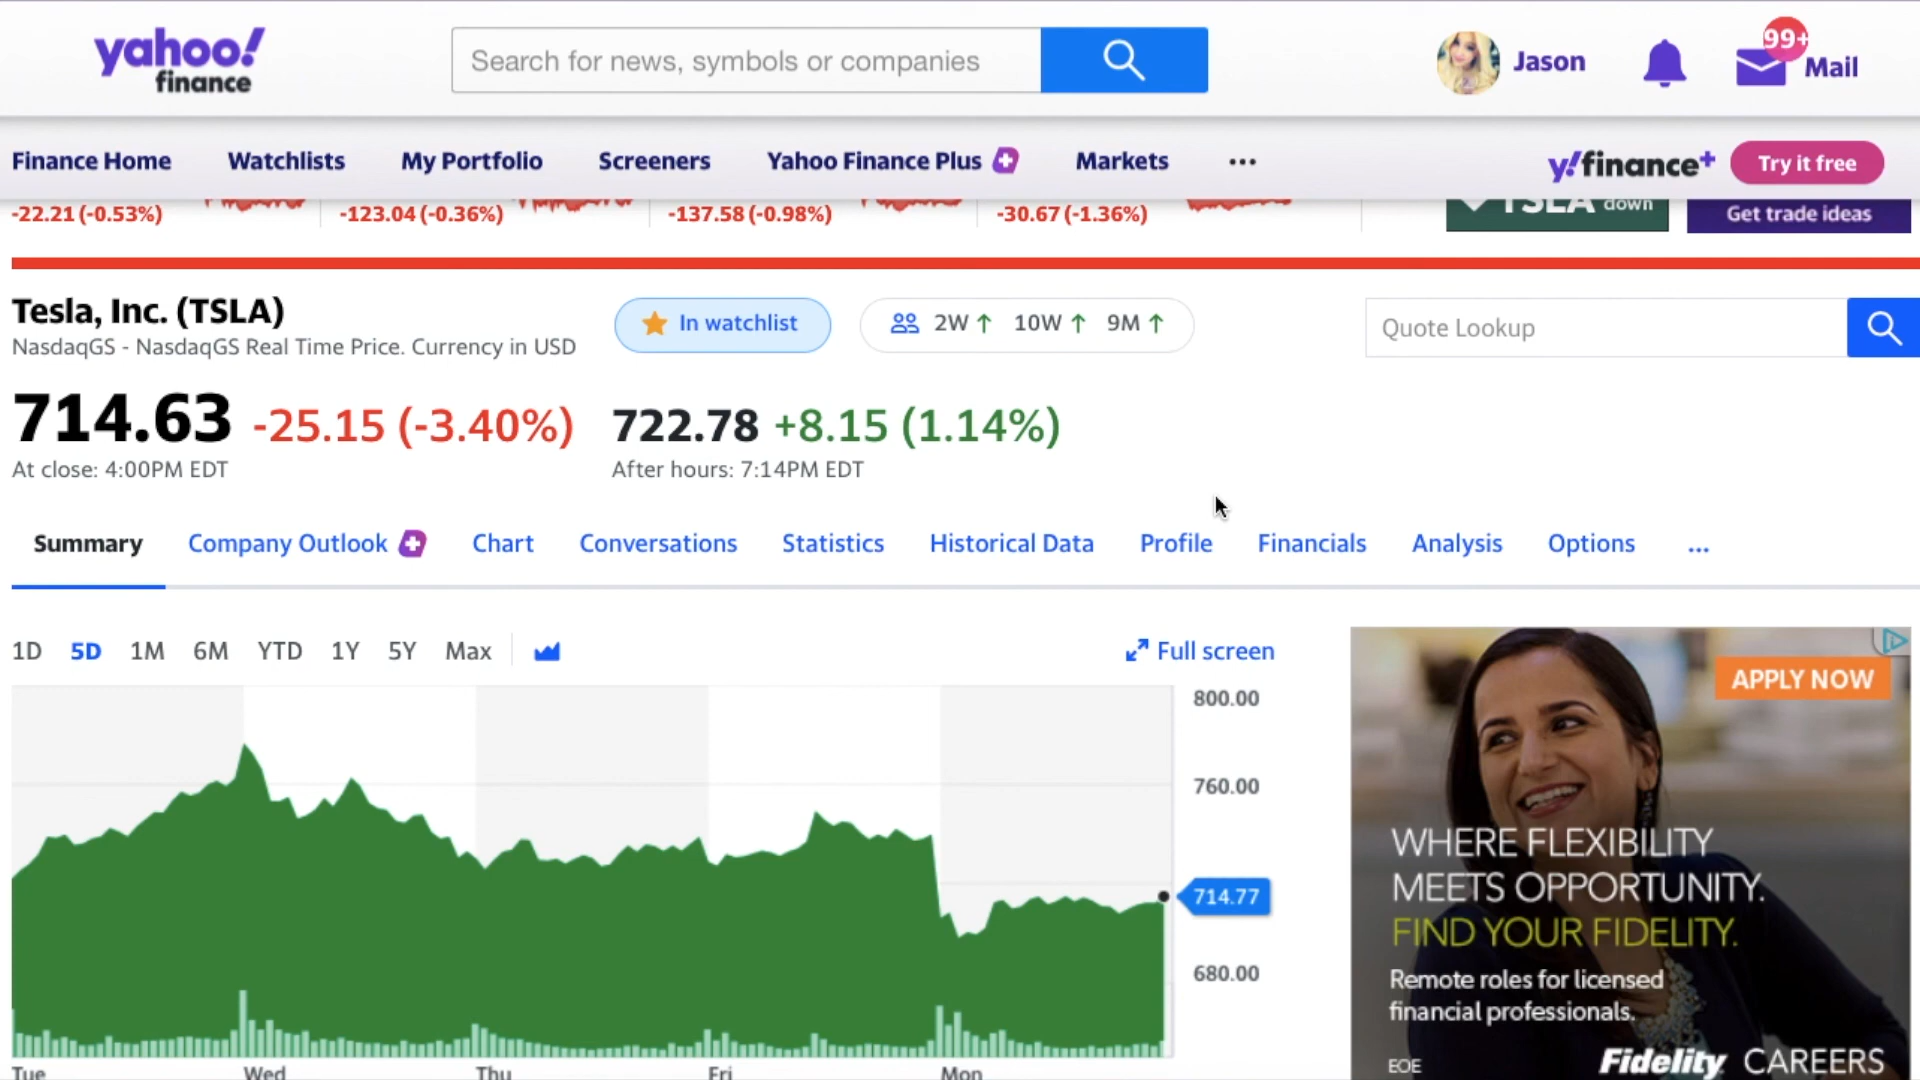 yahoo!
finance
Search for news, symbols or companies
Jason
99+
Mail
Finance Home Watchlists My Portfolio Screeners Yahoo Finance Plus Markets ...
y!finance+ Try it free
-22.21 (-0.53%) -123.04 (-0.36%) -137.58 (-0.98%) -30.67 (-1.36%)
TSLA down
Get trade ideas
Tesla, Inc. (TSLA)
NasdaqGS - NasdaqGS Real Time Price. Currency in USD
In watchlist
2W↑ 10W↑ 9M↑
Quote Lookup
714.63 -25.15 (-3.40%) 722.78 +8.15 (1.14%)
At close: 4:00PM EDT After hours: 7:14PM EDT
Summary Company Outlook Chart Conversations Statistics Historical Data Profile Financials Analysis Options ...
1D 5D 1M 6M YTD 1Y 5Y Max
Full screen
800.00
760.00
714.77
680.00
Tue Wed Thu Fri Mon
APPLY NOW
WHERE FLEXIBILITY
MEETS OPPORTUNITY.
FIND YOUR FIDELITY.
Remote roles for licensed
financial professionals.
EOE
Fidelity CAREERS